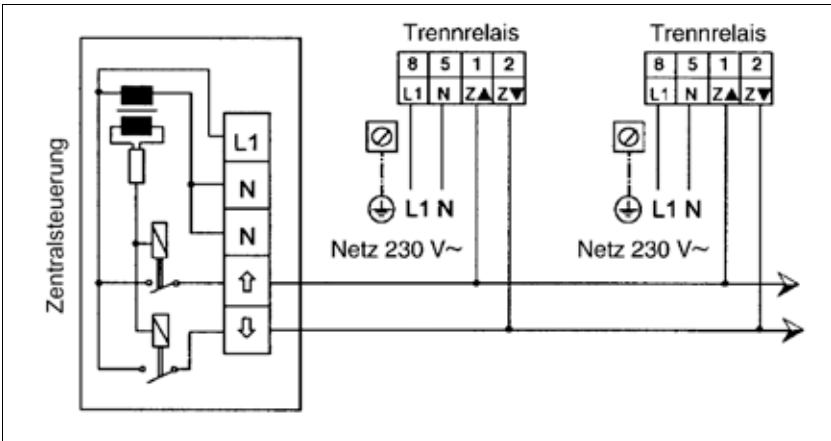 Zentralsteuerung
L1
N
N
⇧
⇩
Trennrelais
8 5 1 2
L1 N Z▲ Z▼
L1 N
Netz 230 V~
Trennrelais
8 5 1 2
L1 N Z▲ Z▼
L1 N
Netz 230 V~